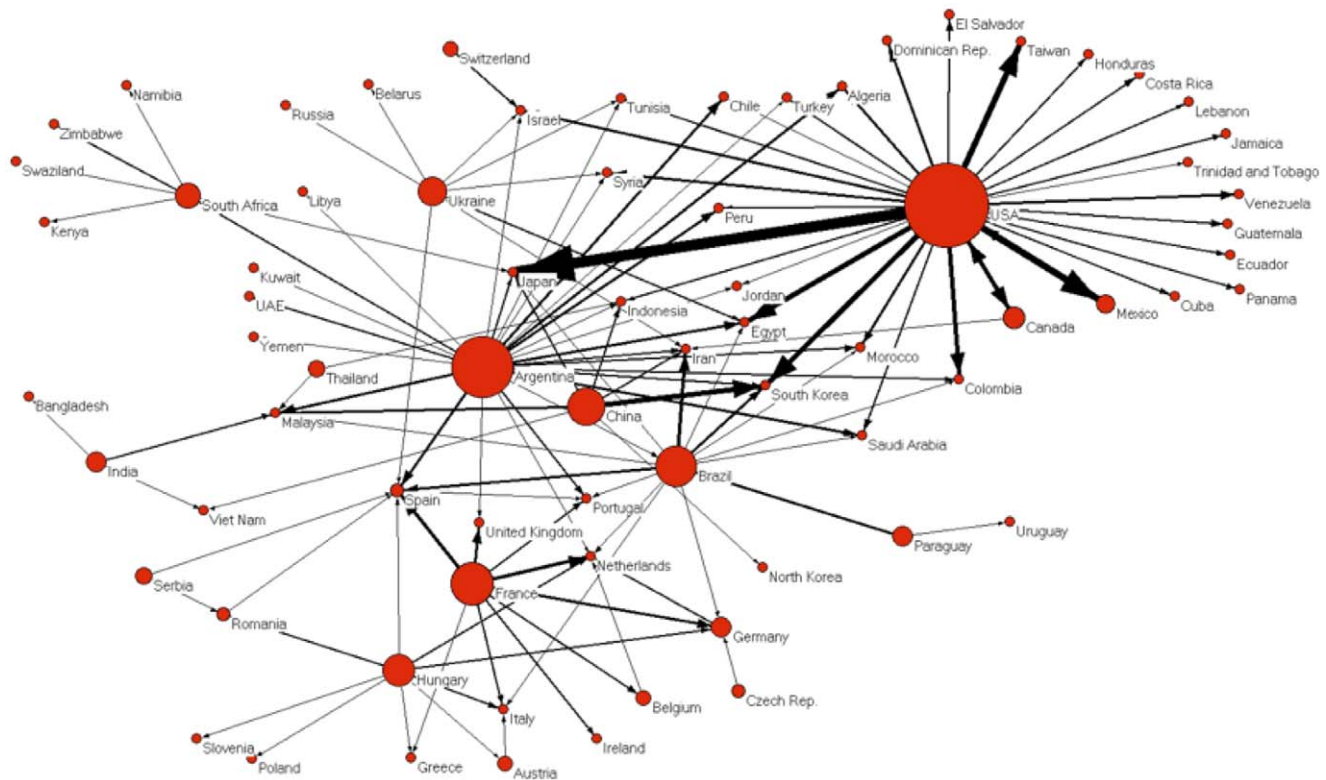 El Salvador
Dominican Rep.
Taiwan
Honduras
Switzerland
Costa Rica
Namibia
Belarus
Russia
Israel
Tunisia
Chile
Turkey
Algeria
Lebanon
Zimbabwe
Jamaica
Swaziland
Trinidad and Tobago
Syria
South Africa
Libya
Ukraine
Peru
USA
Venezuela
Kenya
Guatemala
Kuwait
Japan
Ecuador
UAE
Indonesia
Jordan
Cuba
Panama
Mexico
Canada
Yemen
Egypt
Thailand
Argentina
Iran
Morocco
Bangladesh
Malaysia
China
South Korea
Colombia
Saudi Arabia
India
Brazil
Viet Nam
Spain
Portugal
United Kingdom
Paraguay
Uruguay
Serbia
France
Netherlands
North Korea
Romania
Germany
Hungary
Belgium
Czech Rep.
Italy
Slovenia
Poland
Greece
Austria
Ireland